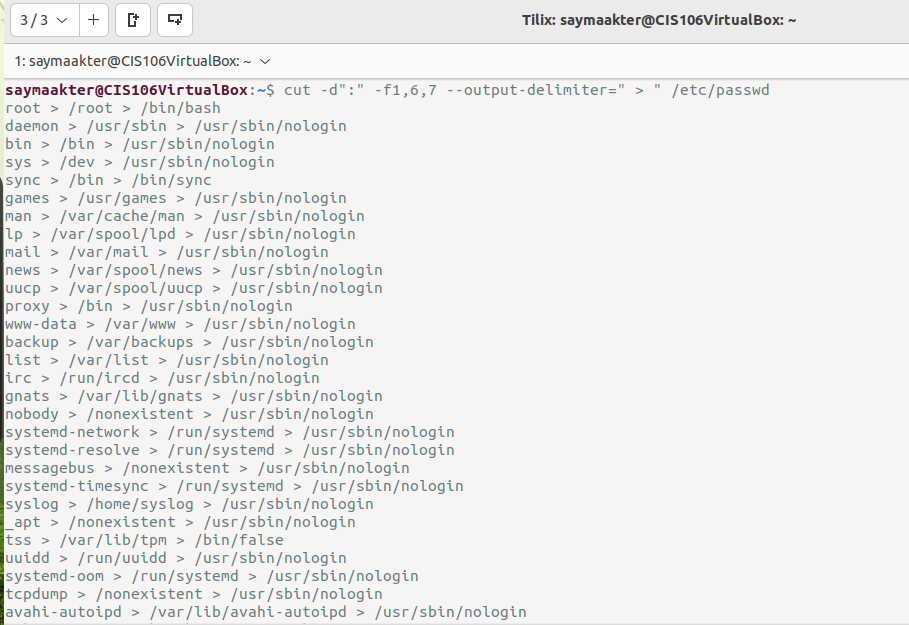 3 / 3
Tilix: saymaakter@CIS106VirtualBox: ~
1: saymaakter@CIS106VirtualBox: ~
saymaakter@CIS106VirtualBox:~$ cut -d":" -f1,6,7 --output-delimiter=" > " /etc/passwd
root > /root > /bin/bash
daemon > /usr/sbin > /usr/sbin/nologin
bin > /bin > /usr/sbin/nologin
sys > /dev > /usr/sbin/nologin
sync > /bin > /bin/sync
games > /usr/games > /usr/sbin/nologin
man > /var/cache/man > /usr/sbin/nologin
lp > /var/spool/lpd > /usr/sbin/nologin
mail > /var/mail > /usr/sbin/nologin
news > /var/spool/news > /usr/sbin/nologin
uucp > /var/spool/uucp > /usr/sbin/nologin
proxy > /bin > /usr/sbin/nologin
www-data > /var/www > /usr/sbin/nologin
backup > /var/backups > /usr/sbin/nologin
list > /var/list > /usr/sbin/nologin
irc > /run/ircd > /usr/sbin/nologin
gnats > /var/lib/gnats > /usr/sbin/nologin
nobody > /nonexistent > /usr/sbin/nologin
systemd-network > /run/systemd > /usr/sbin/nologin
systemd-resolve > /run/systemd > /usr/sbin/nologin
messagebus > /nonexistent > /usr/sbin/nologin
systemd-timesync > /run/systemd > /usr/sbin/nologin
syslog > /home/syslog > /usr/sbin/nologin
_apt > /nonexistent > /usr/sbin/nologin
tss > /var/lib/tpm > /bin/false
uuidd > /run/uuidd > /usr/sbin/nologin
systemd-oom > /run/systemd > /usr/sbin/nologin
tcpdump > /nonexistent > /usr/sbin/nologin
avahi-autoipd > /var/lib/avahi-autoipd > /usr/sbin/nologin